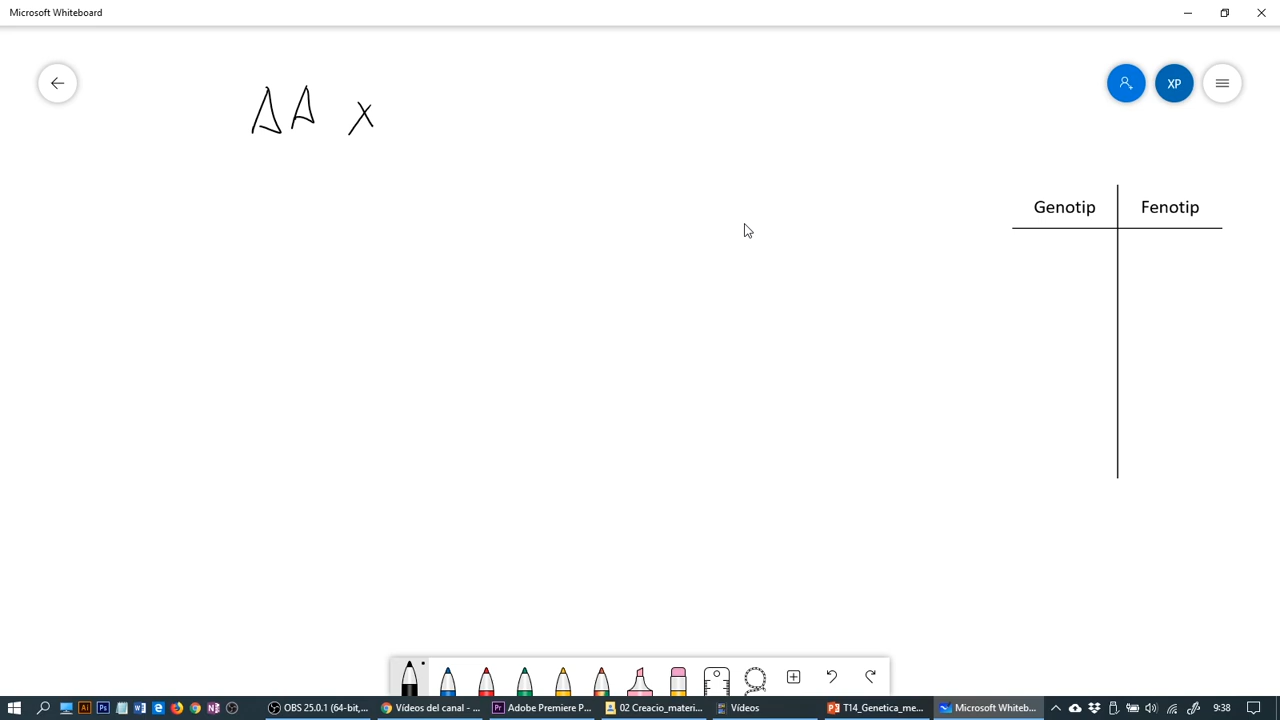 Microsoft Whiteboard
AA x
XP
Genotip Fenotip
OBS 25.0.1 (64-bit,...
Vídeos del canal - ...
Adobe Premiere P...
02 Creacio_materi...
Vídeos
T14_Genetica_me...
Microsoft Whiteb...
9:38